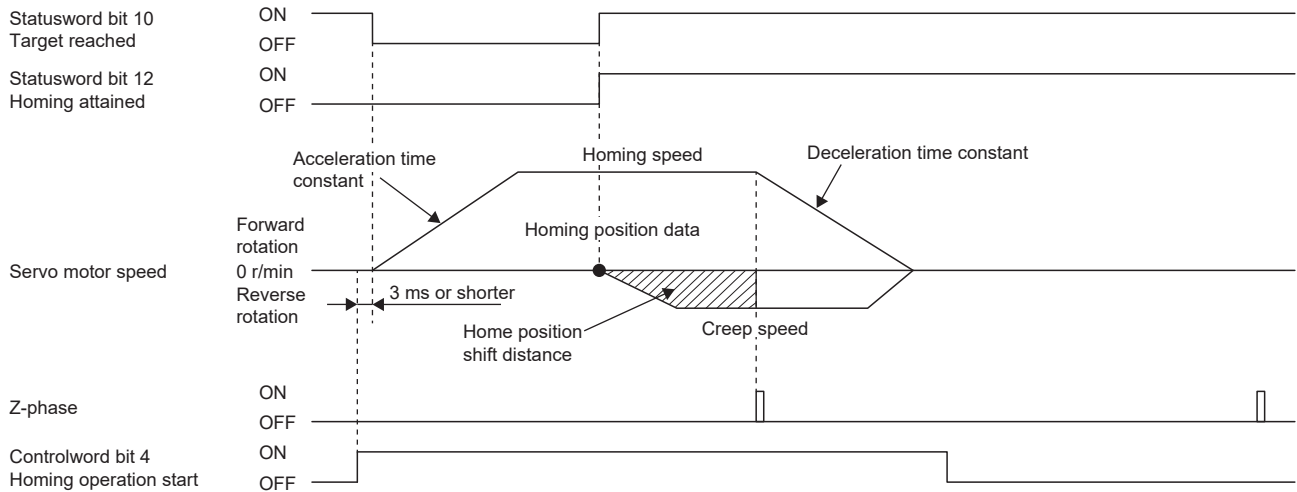 Statusword bit 10
Target reached
ON
OFF
Statusword bit 12
Homing attained
ON
OFF
Acceleration time
constant
Homing speed
Deceleration time constant
Forward
rotation
Homing position data
Servo motor speed
0 r/min
Reverse
rotation
3 ms or shorter
Home position
shift distance
Creep speed
Z-phase
ON
OFF
Controlword bit 4
Homing operation start
ON
OFF